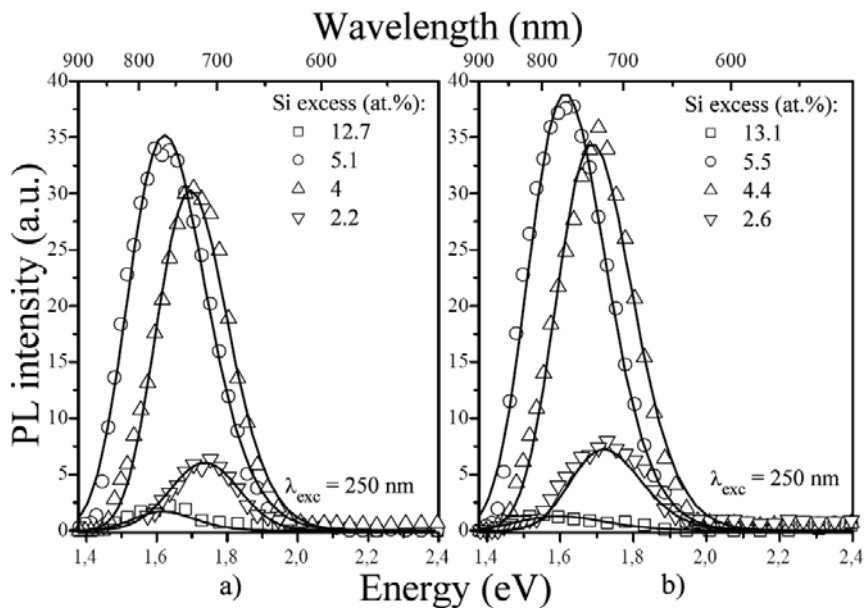 Wavelength (nm)
900 800 700 600 900 800 700 600
40
35
30
25
20
15
10
5
0
PL intensity (a.u.)
Si excess (at.%):
12.7
5.1
4
2.2
λexc = 250 nm
Si excess (at.%):
13.1
5.5
4.4
2.6
λexc = 250 nm
1,4 1,6 1,8 2,0 2,2 2,4 1,4 1,6 1,8 2,0 2,2 2,4
a) Energy (eV) b)